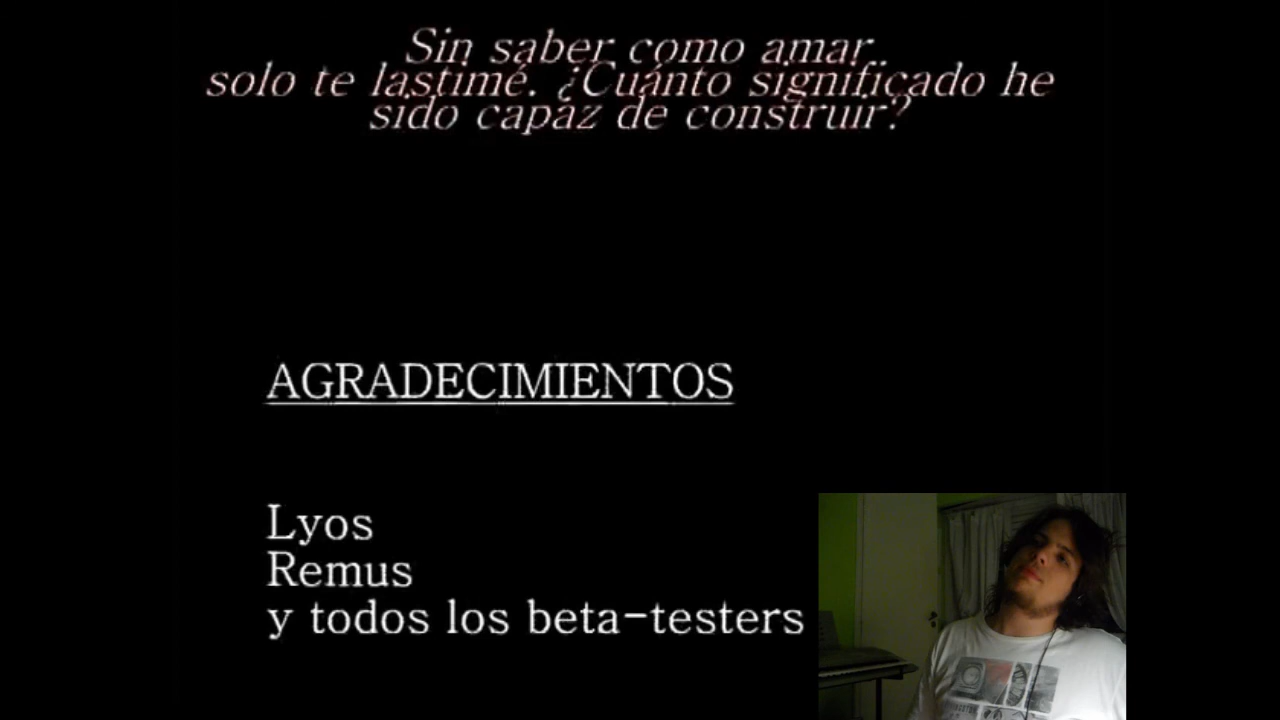 Sin saber como amar..
solo te lastimé. ¿Cuánto significado he
sido capaz de construir?
AGRADECIMIENTOS
Lyos
Remus
y todos los beta-testers